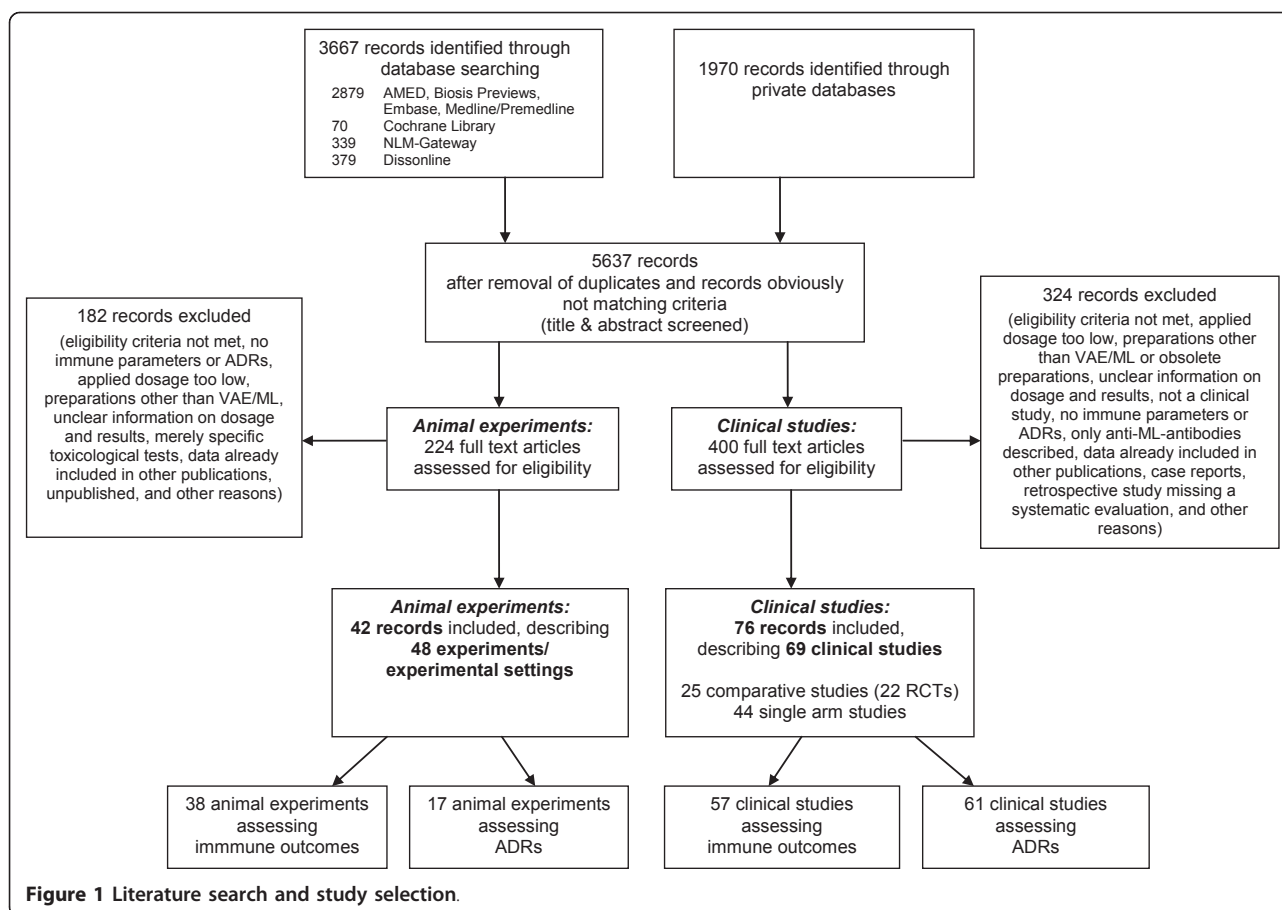 3667 records identified through
database searching
2879 AMED, Biosis Previews,
Embase, Medline/Premedline
70 Cochrane Library
339 NLM-Gateway
379 Dissonline
1970 records identified through
private databases
5637 records
after removal of duplicates and records obviously
not matching criteria
(title & abstract screened)
182 records excluded
(eligibility criteria not met, no
immune parameters or ADRs,
applied dosage too low,
preparations other than VAE/ML,
unclear information on dosage
and results, merely specific
toxicological tests, data already
included in other publications,
unpublished, and other reasons)
324 records excluded
(eligibility criteria not met, applied
dosage too low, preparations other
than VAE/ML or obsolete
preparations, unclear information on
dosage and results, not a clinical
study, no immune parameters or
ADRs, only anti-ML-antibodies
described, data already included in
other publications, case reports,
retrospective study missing a
systematic evaluation, and other
reasons)
Animal experiments:
224 full text articles
assessed for eligibility
Clinical studies:
400 full text articles
assessed for eligibility
Animal experiments:
42 records included, describing
48 experiments/
experimental settings
Clinical studies:
76 records included,
describing 69 clinical studies
25 comparative studies (22 RCTs)
44 single arm studies
38 animal experiments
assessing
immmune outcomes
17 animal experiments
assessing
ADRs
57 clinical studies
assessing
immune outcomes
61 clinical studies
assessing
ADRs
Figure 1 Literature search and study selection.